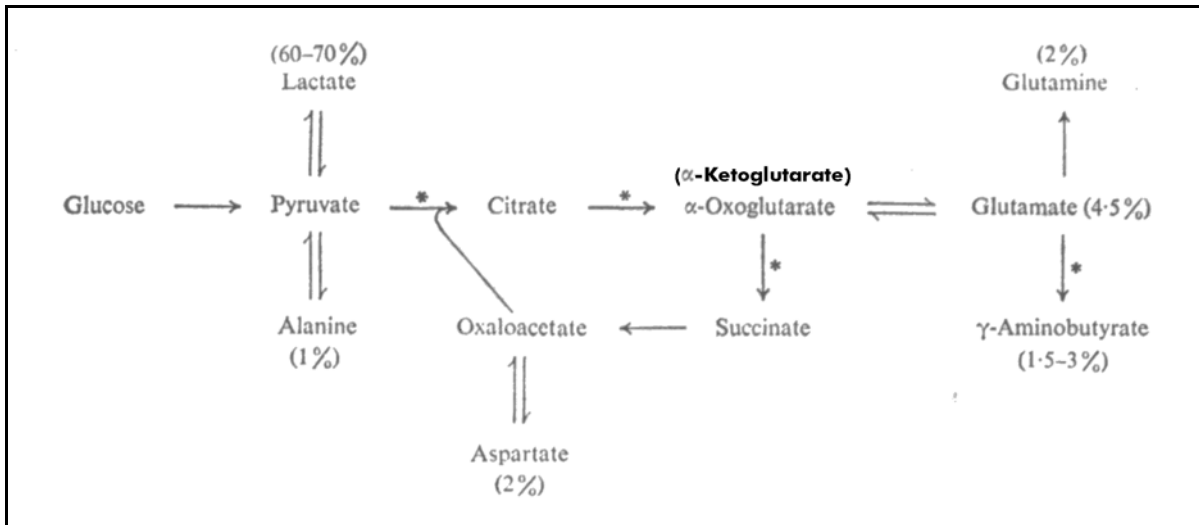 (60–70%)
Lactate
(2%)
Glutamine
(α-Ketoglutarate)
Glucose
Pyruvate
*
Citrate
*
α-Oxoglutarate
Glutamate (4·5%)
*
*
Alanine
(1%)
Oxaloacetate
Succinate
γ-Aminobutyrate
(1·5–3%)
Aspartate
(2%)